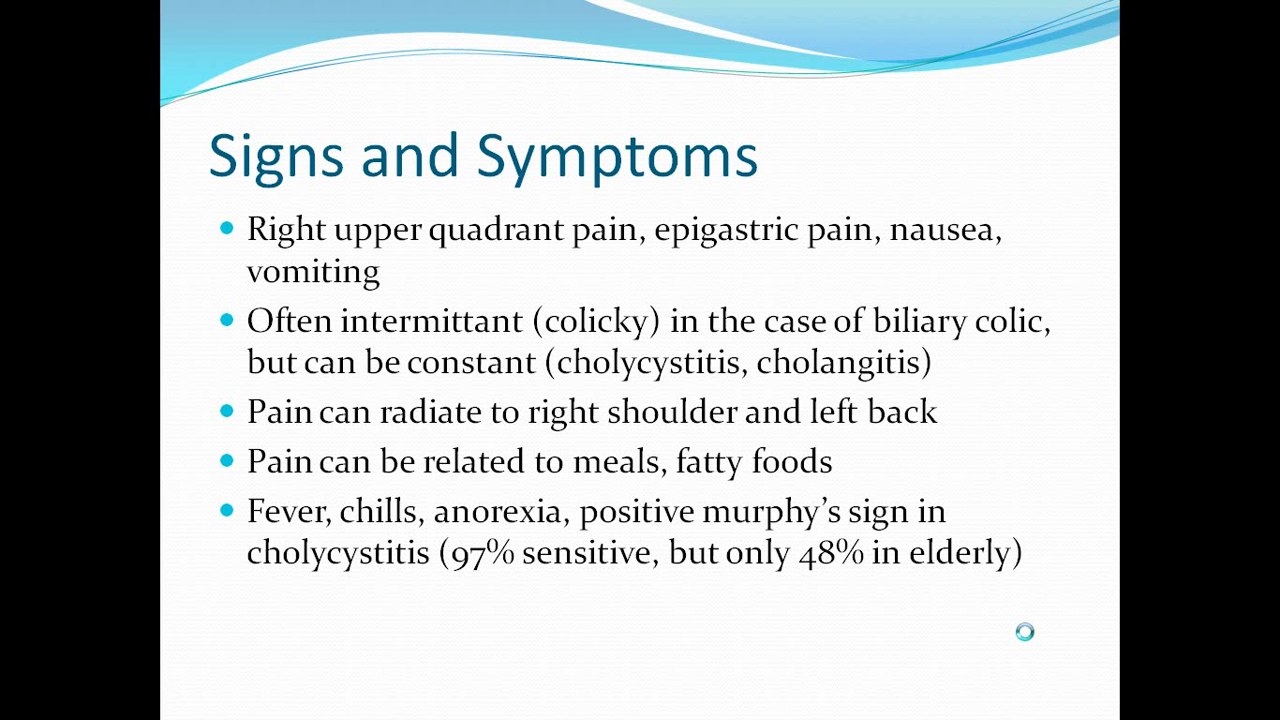 Signs and Symptoms
• Right upper quadrant pain, epigastric pain, nausea,
vomiting
• Often intermittant (colicky) in the case of biliary colic,
but can be constant (cholycystitis, cholangitis)
• Pain can radiate to right shoulder and left back
• Pain can be related to meals, fatty foods
• Fever, chills, anorexia, positive murphy’s sign in
cholycystitis (97% sensitive, but only 48% in elderly)